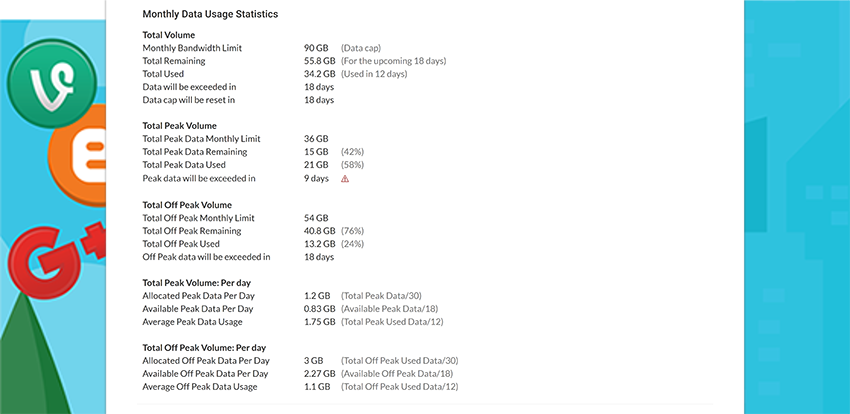 Monthly Data Usage Statistics
Total Volume
Monthly Bandwidth Limit 90 GB (Data cap)
Total Remaining 55.8 GB (For the upcoming 18 days)
Total Used 34.2 GB (Used in 12 days)
Data will be exceeded in 18 days
Data cap will be reset in 18 days
Total Peak Volume
Total Peak Data Monthly Limit 36 GB
Total Peak Data Remaining 15 GB (42%)
Total Peak Data Used 21 GB (58%)
Peak data will be exceeded in 9 days
Total Off Peak Volume
Total Off Peak Monthly Limit 54 GB
Total Off Peak Remaining 40.8 GB (76%)
Total Off Peak Used 13.2 GB (24%)
Off Peak data will be exceeded in 18 days
Total Peak Volume: Per day
Allocated Peak Data Per Day 1.2 GB (Total Peak Data/30)
Available Peak Data Per Day 0.83 GB (Available Peak Data/18)
Average Peak Data Usage 1.75 GB (Total Peak Used Data/12)
Total Off Peak Volume: Per day
Allocated Off Peak Data Per Day 3 GB (Total Off Peak Used Data/30)
Available Off Peak Data Per Day 2.27 GB (Available Off Peak Data/18)
Average Off Peak Data Usage 1.1 GB (Total Off Peak Used Data/12)
G+